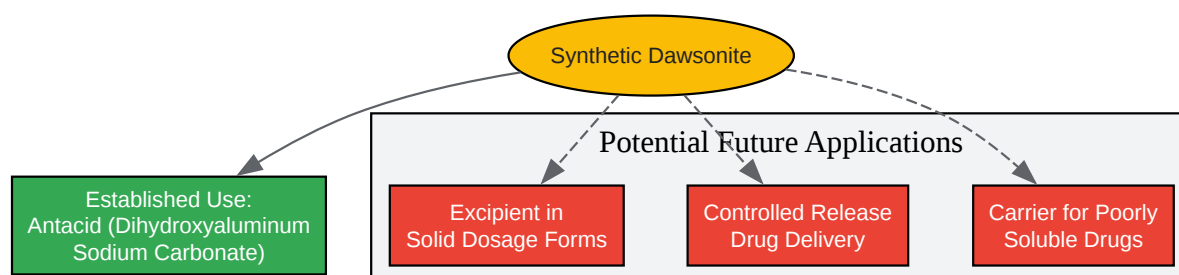 Synthetic Dawsonite
Potential Future Applications
Established Use:
Antacid (Dihydroxyaluminum
Sodium Carbonate)
Excipient in
Solid Dosage Forms
Controlled Release
Drug Delivery
Carrier for Poorly
Soluble Drugs